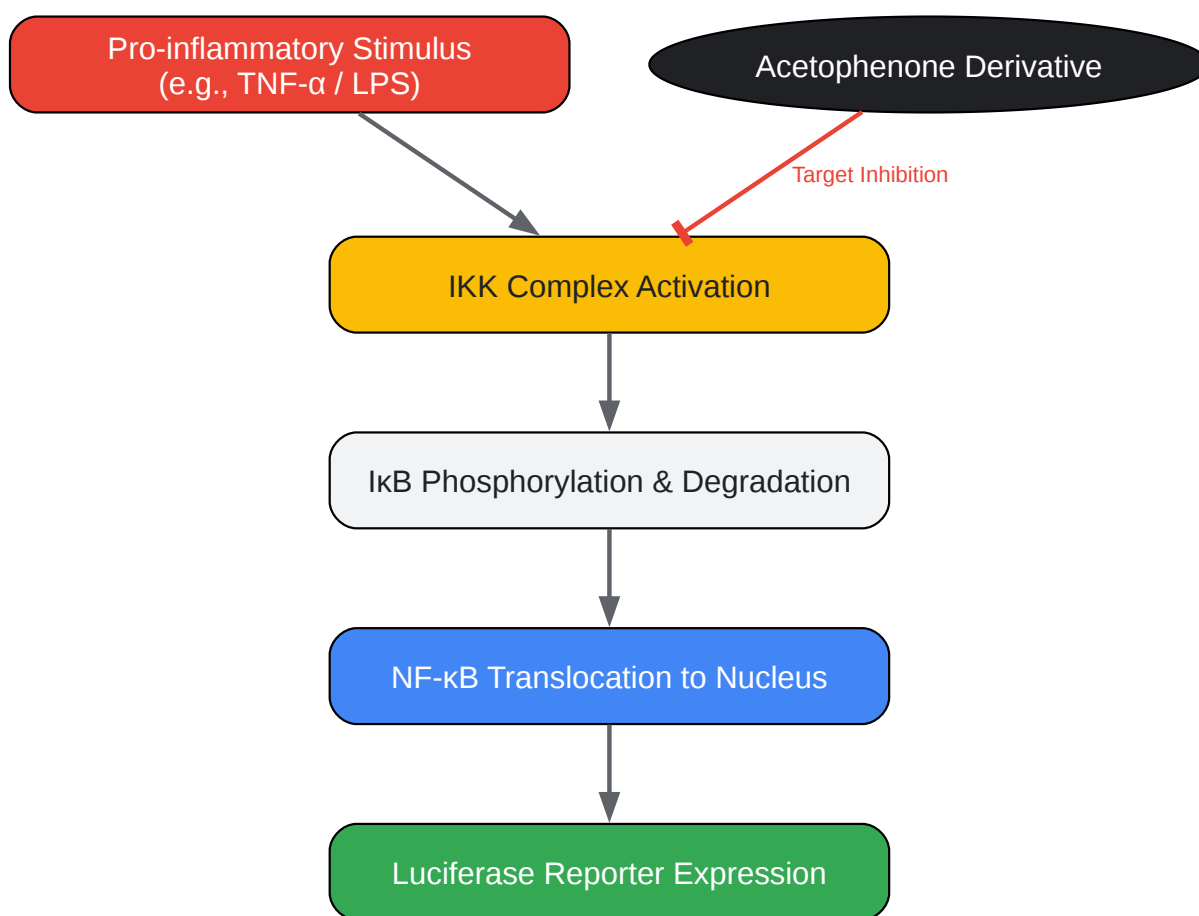 Pro-inflammatory Stimulus
(e.g., TNF-α / LPS)
Acetophenone Derivative
Target Inhibition
IKK Complex Activation
IκB Phosphorylation & Degradation
NF-κB Translocation to Nucleus
Luciferase Reporter Expression